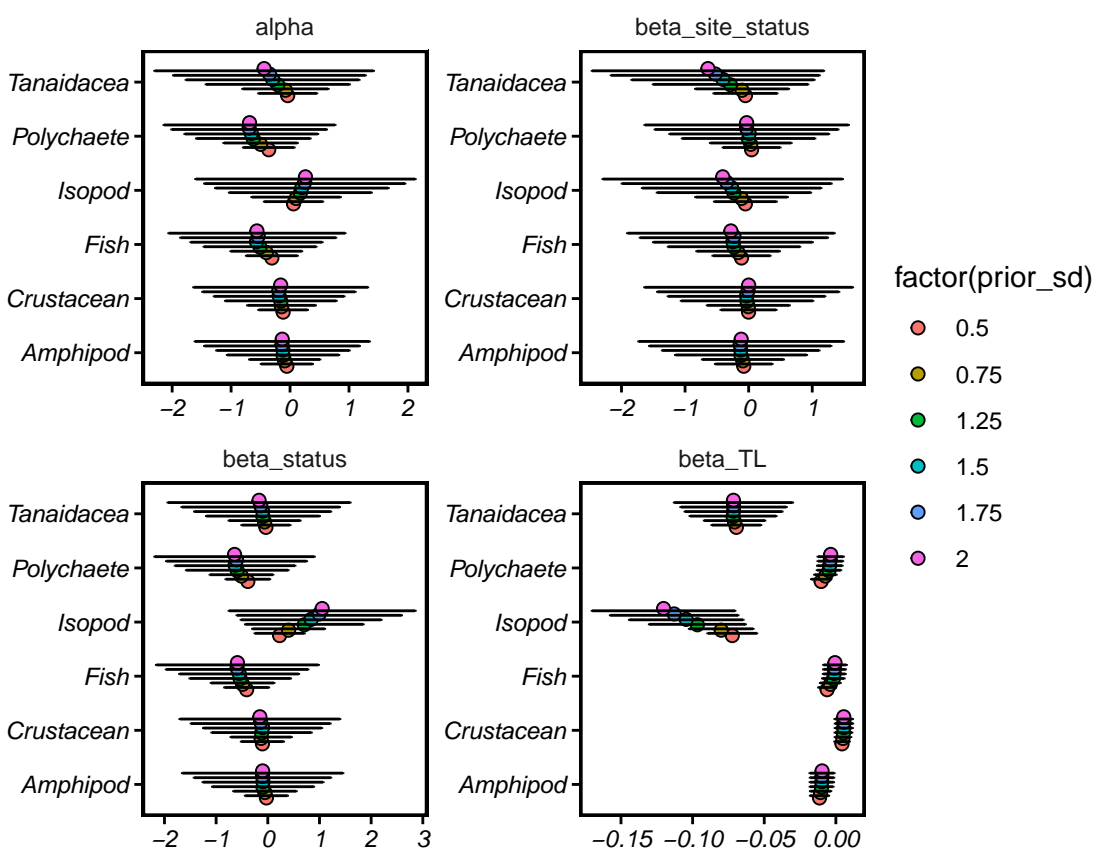 alpha
beta_site_status
Tanaidacea
Polychaete
Isopod
Fish
Crustacean
Amphipod
−2 −1 0 1 2
Tanaidacea
Polychaete
Isopod
Fish
Crustacean
Amphipod
−2 −1 0 1
beta_status
beta_TL
Tanaidacea
Polychaete
Isopod
Fish
Crustacean
Amphipod
−2 −1 0 1 2 3
Tanaidacea
Polychaete
Isopod
Fish
Crustacean
Amphipod
−0.15 −0.10 −0.05 0.00
factor(prior_sd)
0.5
0.75
1.25
1.5
1.75
2